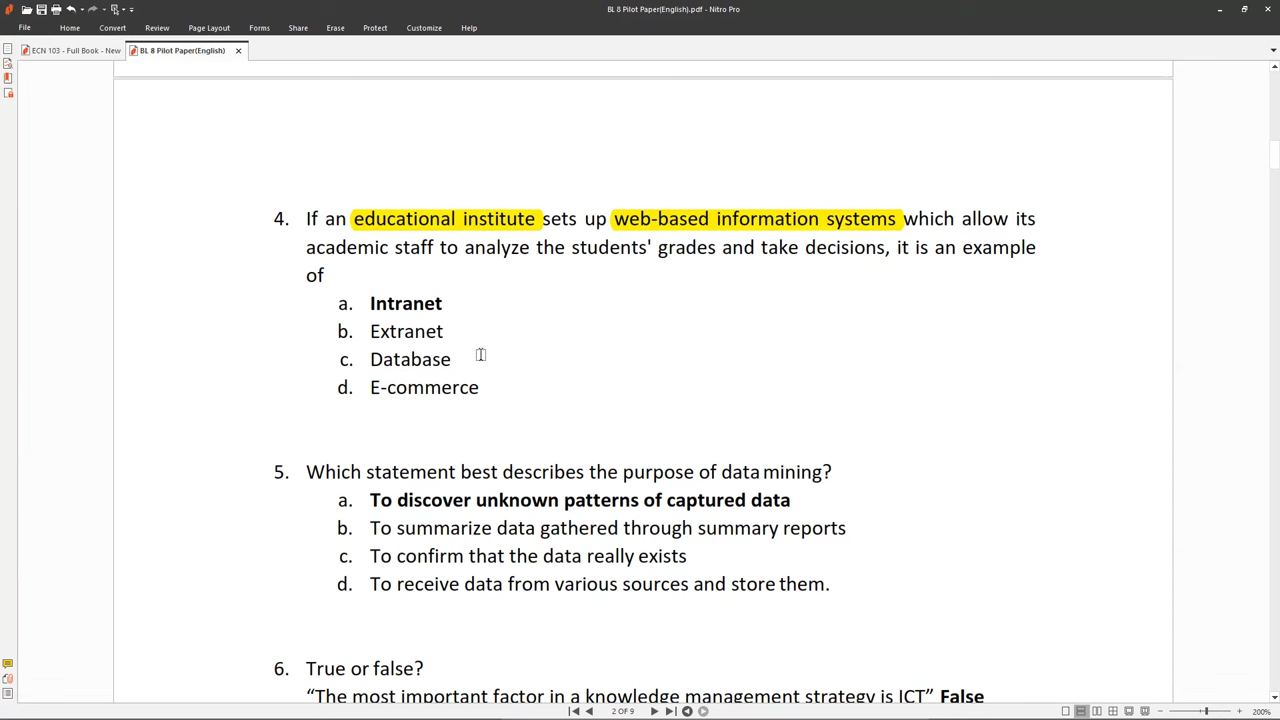 BL 8 Pilot Paper(English).pdf - Nitro Pro
File Home Convert Review Page Layout Forms Share Erase Protect Customize Help
ECN 103 - Full Book - New BL 8 Pilot Paper(English)
4. If an educational institute sets up web-based information systems which allow its
academic staff to analyze the students' grades and take decisions, it is an example
of
a. Intranet
b. Extranet
c. Database
d. E-commerce
5. Which statement best describes the purpose of data mining?
a. To discover unknown patterns of captured data
b. To summarize data gathered through summary reports
c. To confirm that the data really exists
d. To receive data from various sources and store them.
6. True or false?
“The most important factor in a knowledge management strategy is ICT” False
2 OF 9
200%